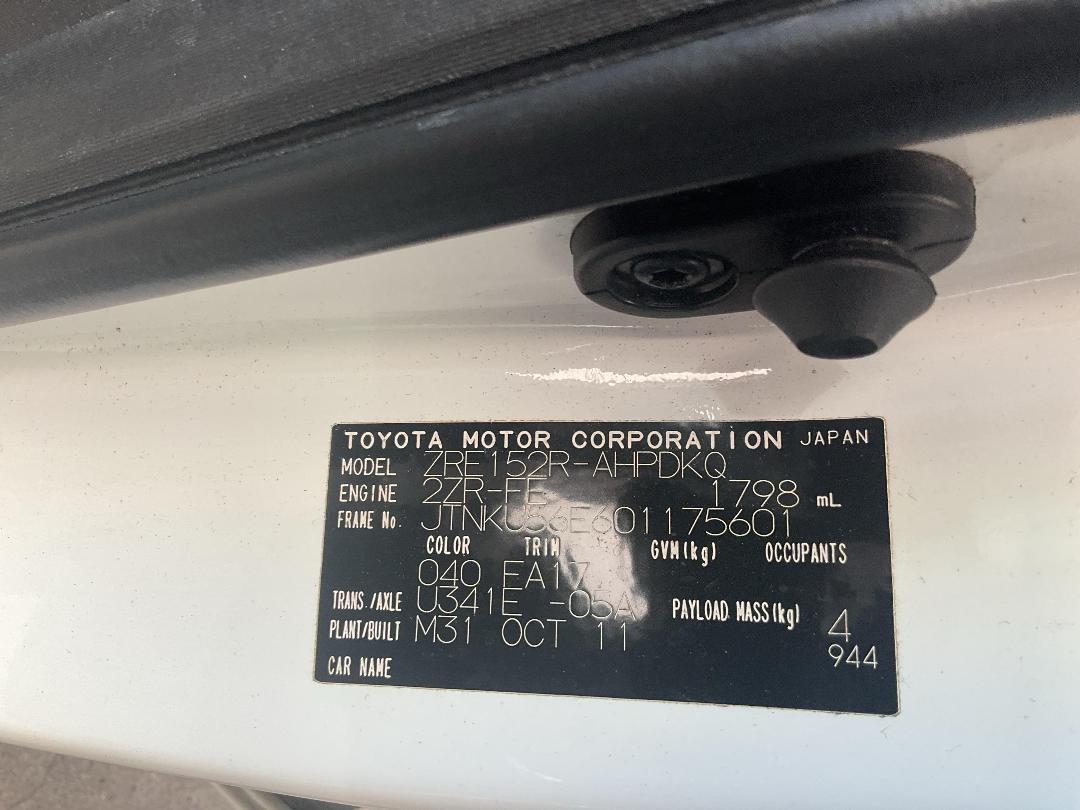 TOYOTA MOTOR CORPORATION JAPAN
MODEL ZRE152R-AHPDKQ
ENGINE 2ZR-FE 1798 mL
FRAME No. JTNKU56E601175601
COLOR TRIM GVM(kg) OCCUPANTS
040 EA17
TRANS./AXLE U341E -05A PAYLOAD MASS(kg)
PLANT/BUILT M31 OCT 11 4
CAR NAME 944